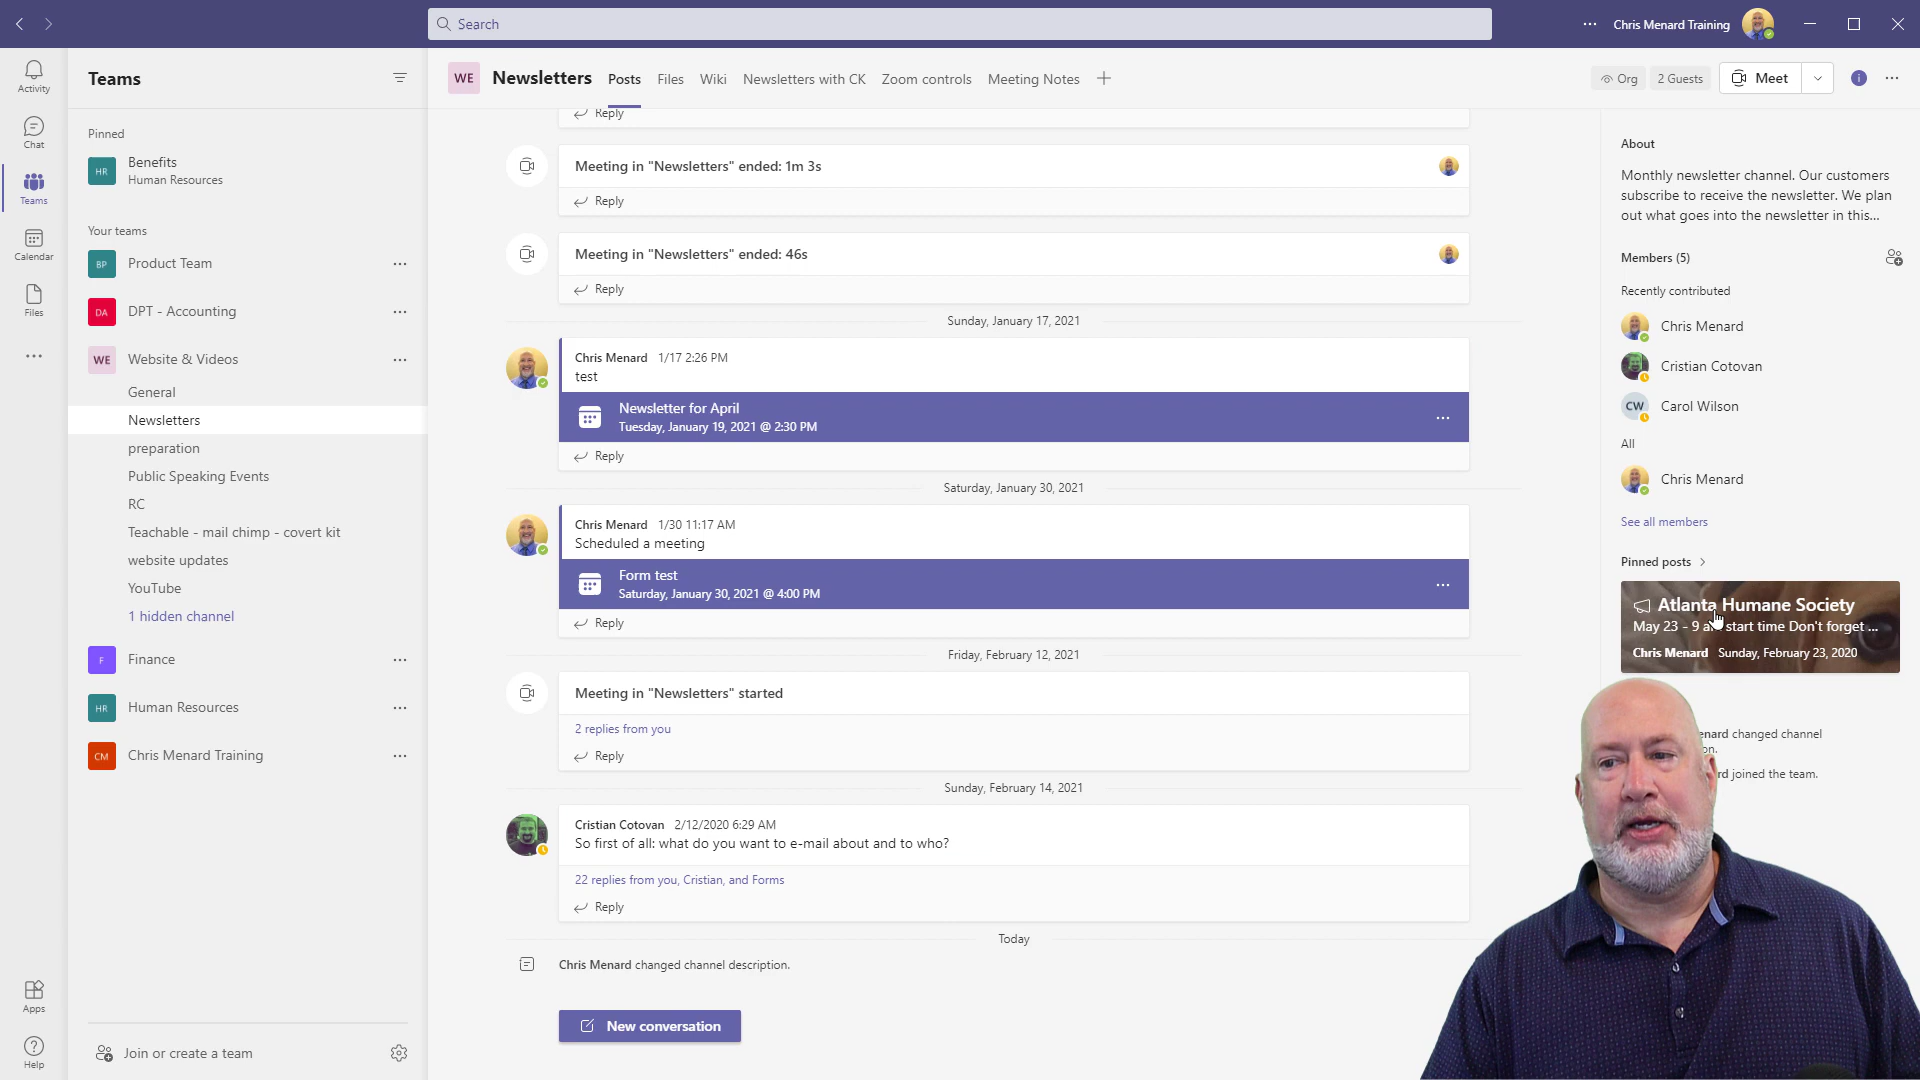 Search
Chris Menard Training
Activity
Chat
Teams
Calendar
Files
Apps
Help
Teams
Pinned
HR
Benefits
Human Resources
Your teams
BP Product Team
DA DPT - Accounting
WE Website & Videos
General
Newsletters
preparation
Public Speaking Events
RC
Teachable - mail chimp - covert kit
website updates
YouTube
1 hidden channel
F Finance
HR Human Resources
CM Chris Menard Training
Join or create a team
WE Newsletters Posts Files Wiki Newsletters with CK Zoom controls Meeting Notes
Org 2 Guests Meet
Reply
Meeting in "Newsletters" ended: 1m 3s
Reply
Meeting in "Newsletters" ended: 46s
Reply
Sunday, January 17, 2021
Chris Menard 1/17 2:26 PM
test
Newsletter for April
Tuesday, January 19, 2021 @ 2:30 PM
Reply
Saturday, January 30, 2021
Chris Menard 1/30 11:17 AM
Scheduled a meeting
Form test
Saturday, January 30, 2021 @ 4:00 PM
Reply
Friday, February 12, 2021
Meeting in "Newsletters" started
2 replies from you
Reply
Sunday, February 14, 2021
Cristian Cotovan 2/12/2020 6:29 AM
So first of all: what do you want to e-mail about and to who?
22 replies from you, Cristian, and Forms
Reply
Today
Chris Menard changed channel description.
New conversation
About
Monthly newsletter channel. Our customers
subscribe to receive the newsletter. We plan
out what goes into the newsletter in this...
Members (5)
Recently contributed
Chris Menard
Cristian Cotovan
CW Carol Wilson
All
Chris Menard
See all members
Pinned posts
Atlanta Humane Society
May 23 - 9 start time Don't forget ...
Chris Menard Sunday, February 23, 2020
changed channel
joined the team.